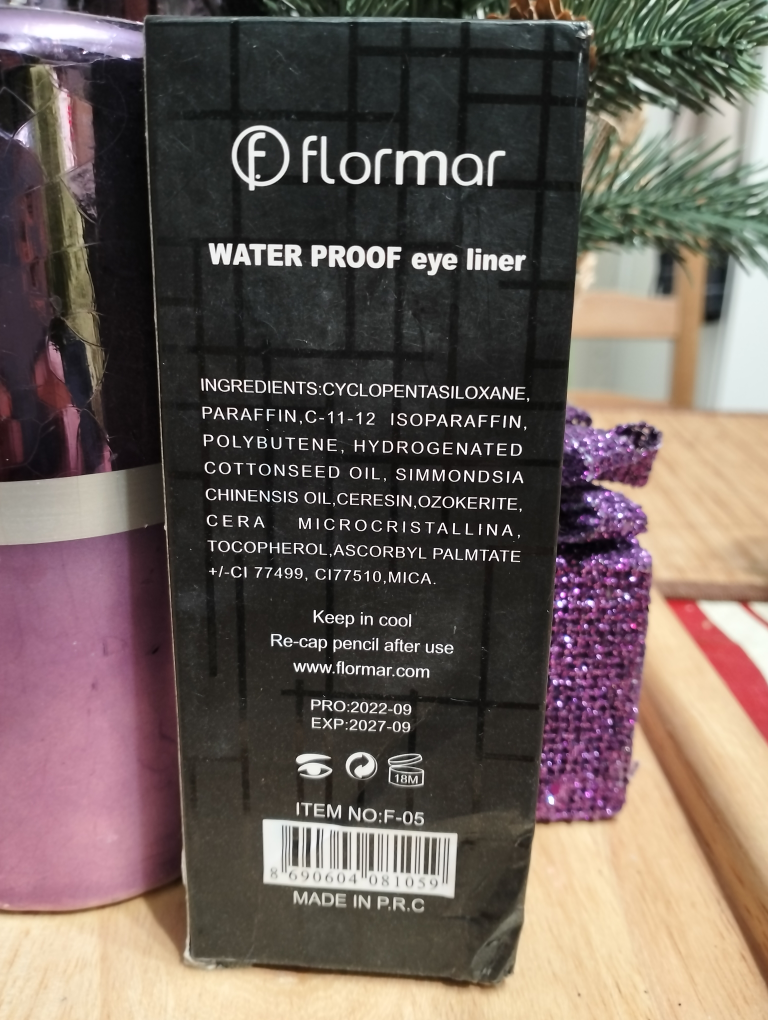 flormar
WATER PROOF eye liner
INGREDIENTS:CYCLOPENTASILOXANE,
PARAFFIN,C-11-12 ISOPARAFFIN,
POLYBUTENE, HYDROGENATED
COTTONSEED OIL, SIMMONDSIA
CHINENSIS OIL,CERESIN,OZOKERITE,
CERA MICROCRISTALLINA,
TOCOPHEROL,ASCORBYL PALMTATE
+/-CI 77499, CI77510,MICA.
Keep in cool
Re-cap pencil after use
www.flormar.com
PRO:2022-09
EXP:2027-09
18M
ITEM NO:F-05
8 690604 081059
MADE IN P.R.C